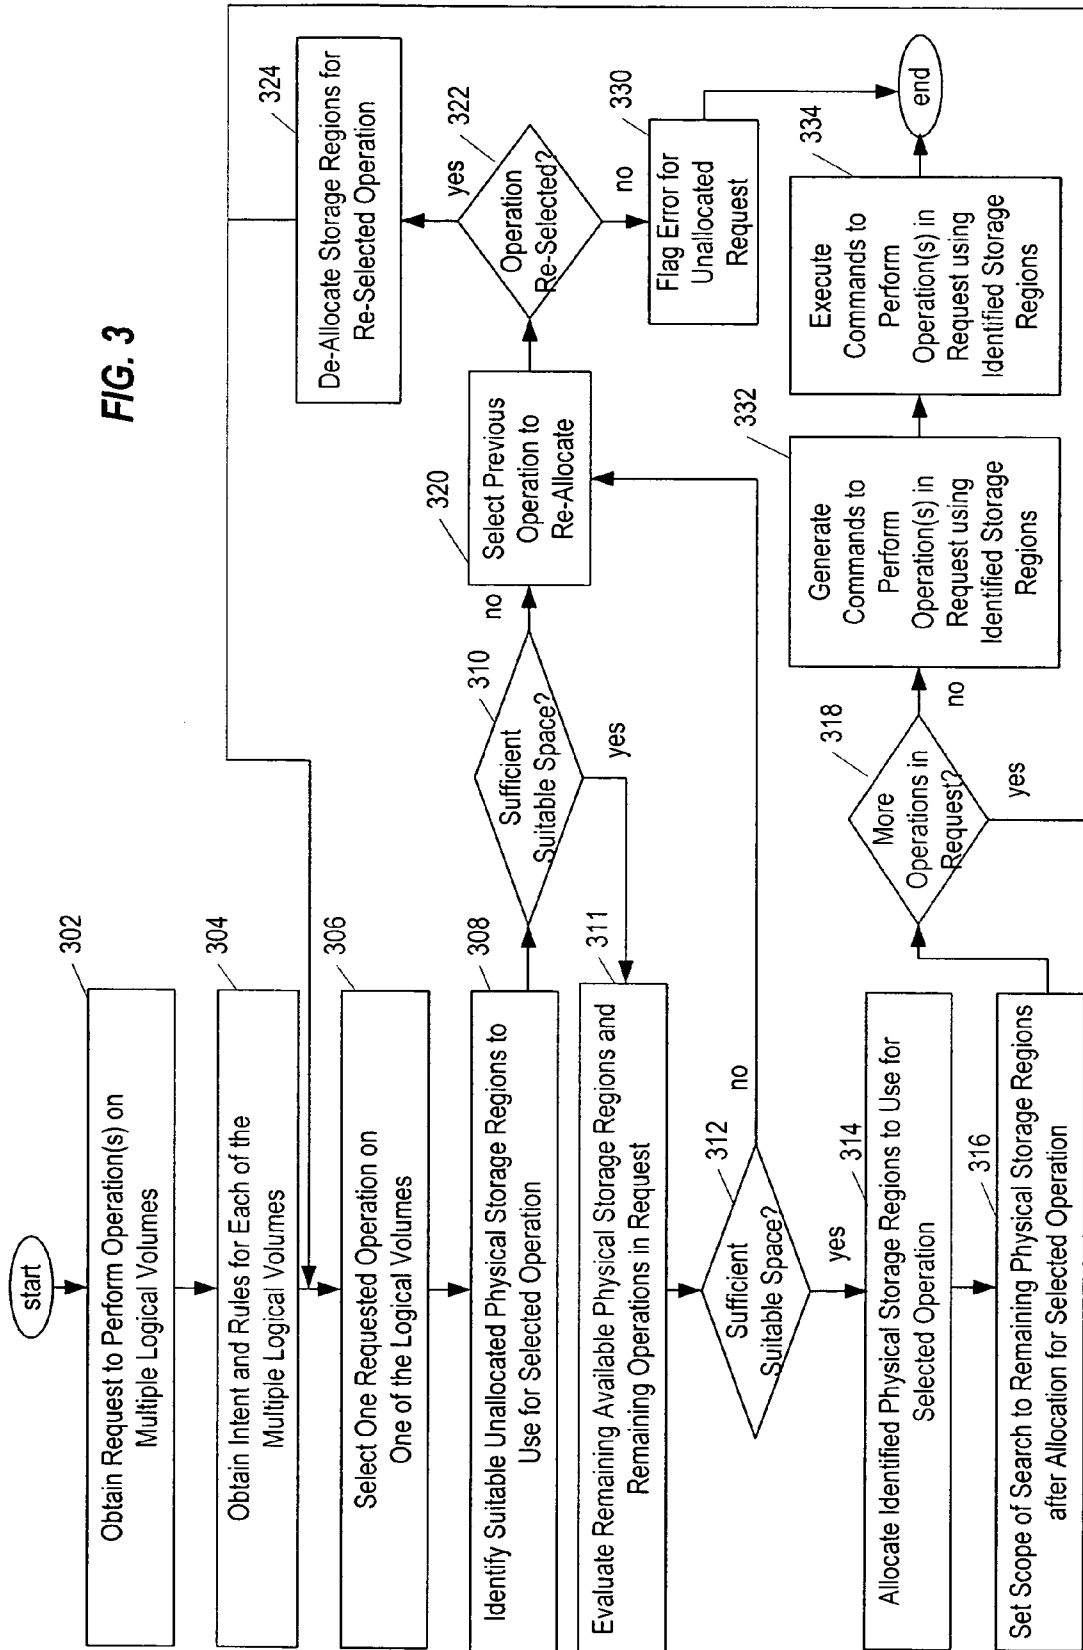 FIG. 3
start
302
Obtain Request to Perform Operation(s) on
Multiple Logical Volumes
304
Obtain Intent and Rules for Each of the
Multiple Logical Volumes
306
Select One Requested Operation on
One of the Logical Volumes
308
Identify Suitable Unallocated Physical Storage Regions to
Use for Selected Operation
310
Sufficient
Suitable Space?
no
yes
311
Evaluate Remaining Available Physical Storage Regions and
Remaining Operations in Request
312
Sufficient
Suitable Space?
no
yes
314
Allocate Identified Physical Storage Regions to Use for
Selected Operation
316
Set Scope of Search to Remaining Physical Storage Regions
after Allocation for Selected Operation
318
More
Operations in
Request?
no
yes
320
Select Previous
Operation to
Re-Allocate
322
Operation
Re-Selected?
yes
no
324
De-Allocate Storage Regions for
Re-Selected Operation
330
Flag Error for
Unallocated
Request
332
Generate
Commands to
Perform
Operation(s) in
Request using
Identified Storage
Regions
334
Execute
Commands to
Perform
Operation(s) in
Request using
Identified Storage
Regions
end